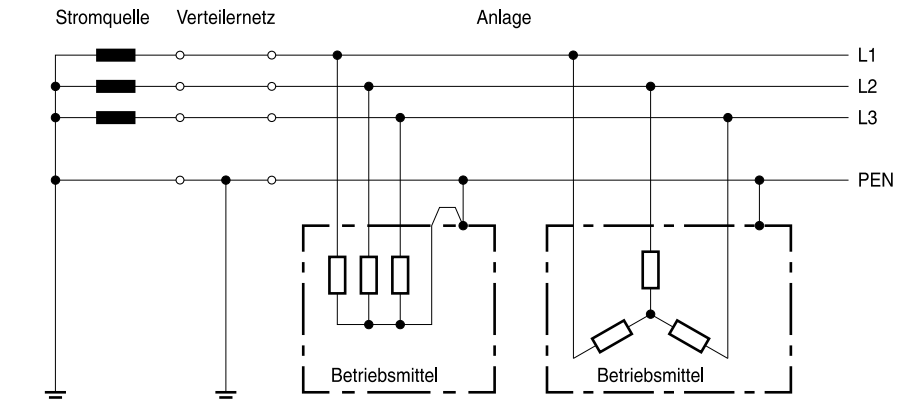 Stromquelle Verteilernetz Anlage
L1
L2
L3
PEN
Betriebsmittel Betriebsmittel